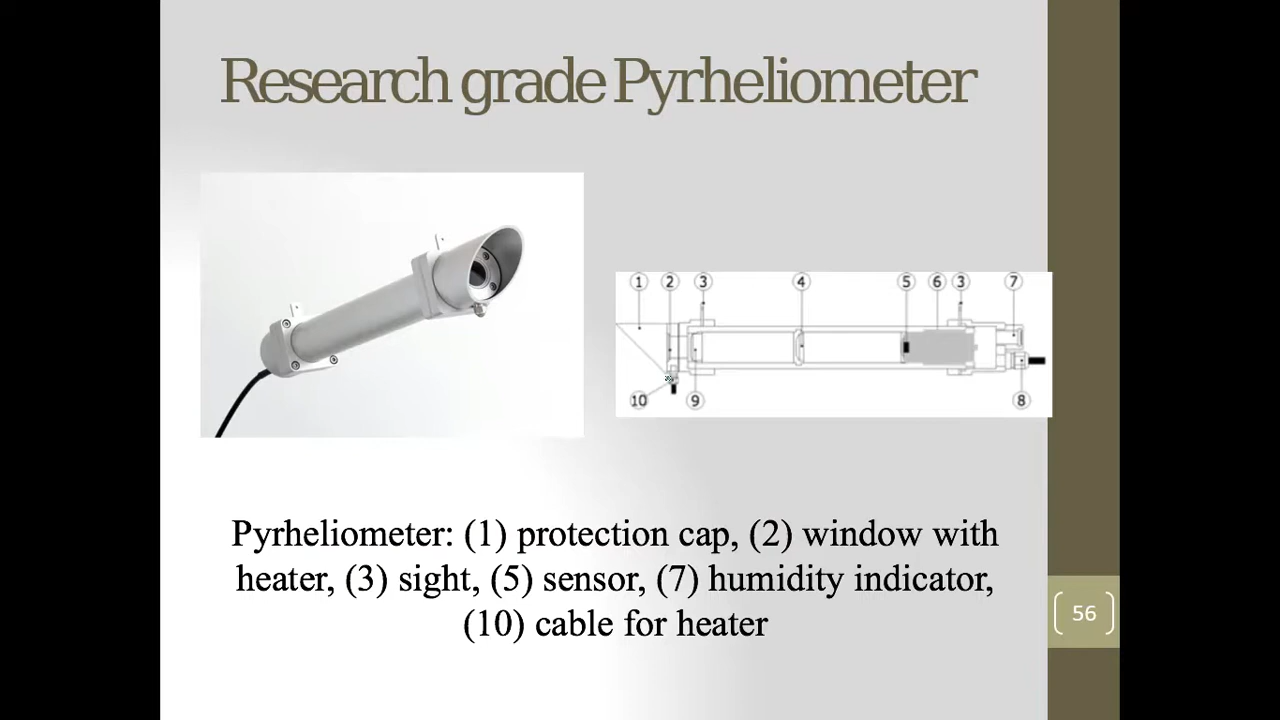 Research grade Pyrheliometer
1 2 3 4 5 6 3 7
10 9 8
Pyrheliometer: (1) protection cap, (2) window with
heater, (3) sight, (5) sensor, (7) humidity indicator,
(10) cable for heater
56